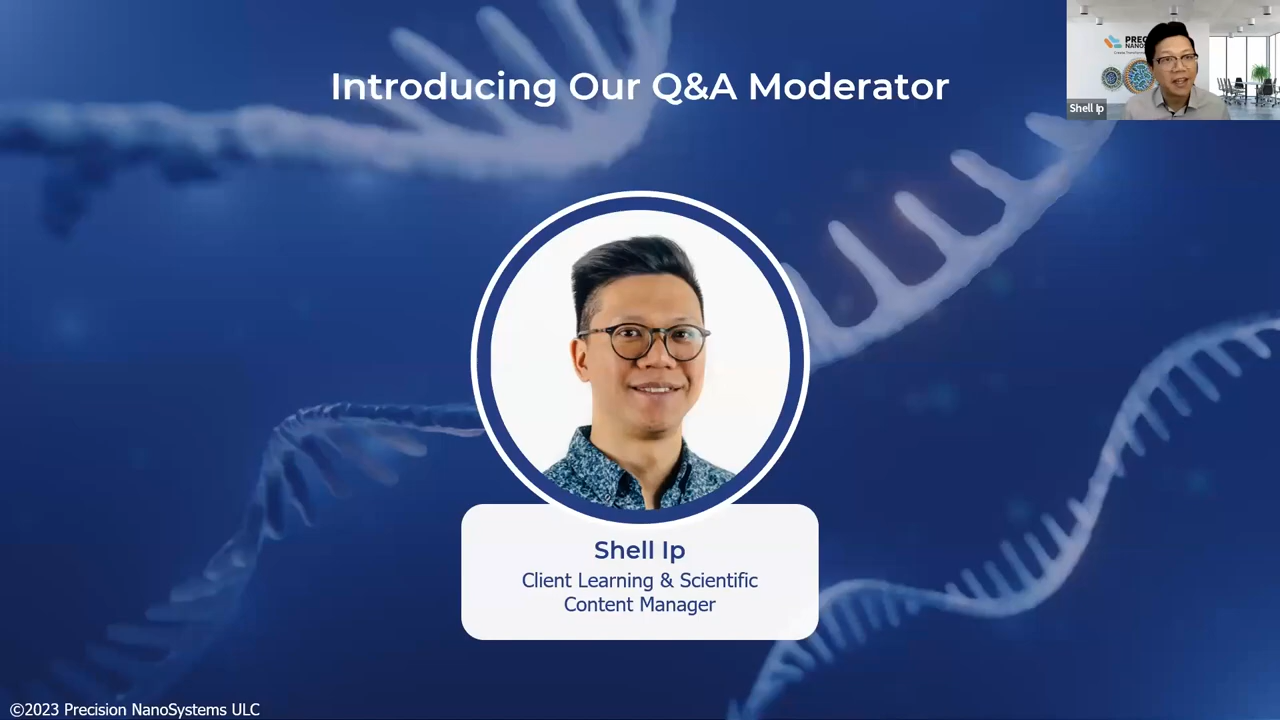 Introducing Our Q&A Moderator
Shell Ip
Shell Ip
Client Learning & Scientific
Content Manager
©2023 Precision NanoSystems ULC